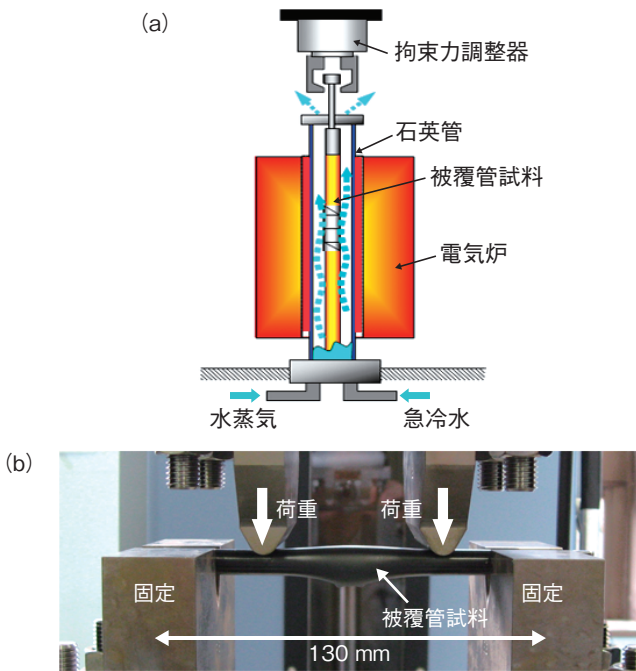 (a)
拘束力調整器
石英管
被覆管試料
電気炉
水蒸気
急冷水
(b)
荷重
荷重
固定
被覆管試料
固定
130 mm